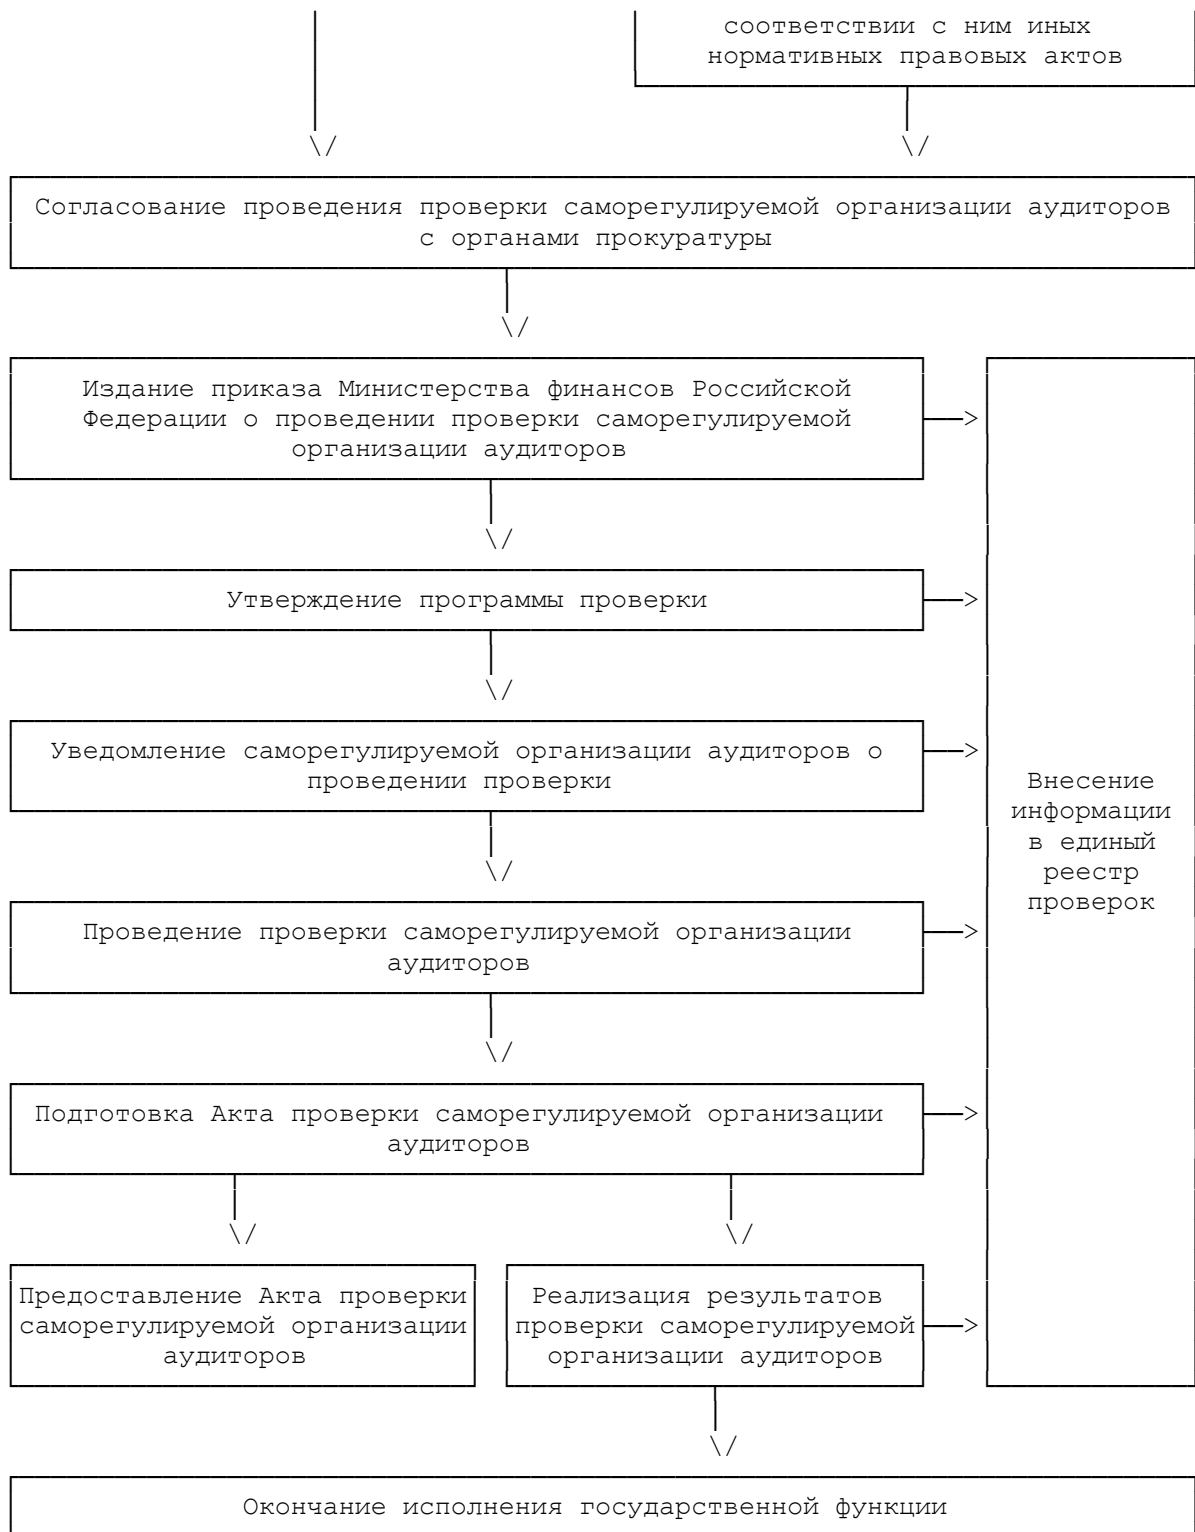 соответствии с ним иных
нормативных правовых актов
Согласование проведения проверки саморегулируемой организации аудиторов
с органами прокуратуры
Издание приказа Министерства финансов Российской
Федерации о проведении проверки саморегулируемой
организации аудиторов
Утверждение программы проверки
Уведомление саморегулируемой организации аудиторов о
проведении проверки
Внесение
информации
в единый
реестр
проверок
Проведение проверки саморегулируемой организации
аудиторов
Подготовка Акта проверки саморегулируемой организации
аудиторов
Предоставление Акта проверки
саморегулируемой организации
аудиторов
Реализация результатов
проверки саморегулируемой
организации аудиторов
Окончание исполнения государственной функции